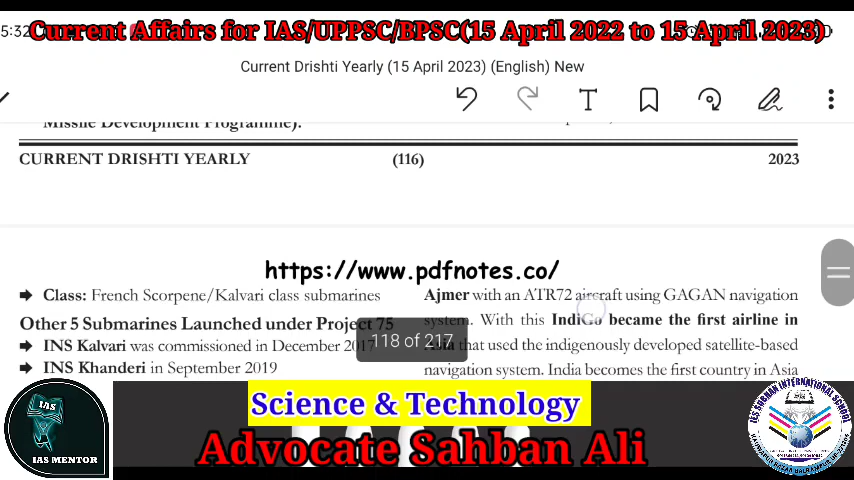 5:32
Current Affairs for IAS/UPPSC/BPSC(15 April 2022 to 15 April 2023)
Current Drishti Yearly (15 April 2023) (English) New
Missile Development Programme).
CURRENT DRISHTI YEARLY (116) 2023
https://www.pdfnotes.co/
➡ Class: French Scorpene/Kalvari class submarines
Other 5 Submarines Launched under Project 75
➡ INS Kalvari was commissioned in December 2017
➡ INS Khanderi in September 2019
Ajmer with an ATR72 aircraft using GAGAN navigation
system. With this IndiGo became the first airline in
that used the indigenously developed satellite-based
navigation system. India becomes the first country in Asia
118 of 217
Science & Technology
Advocate Sahban Ali
IAS MENTOR